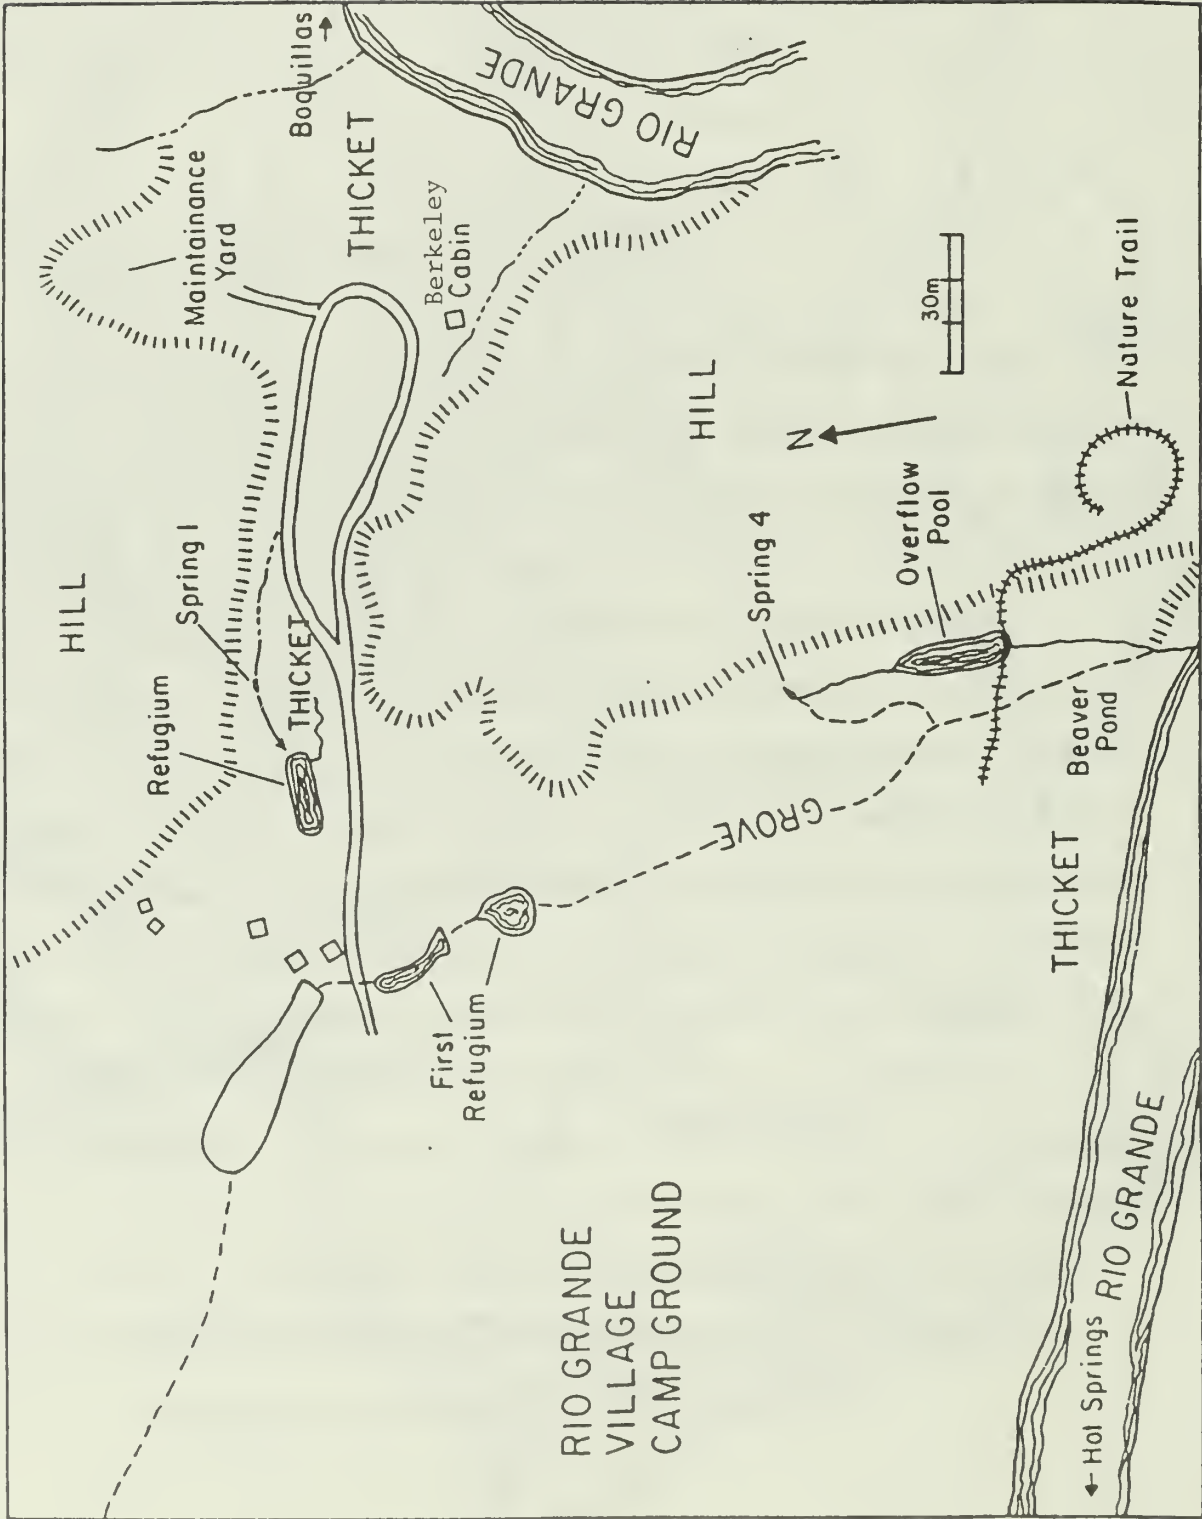 Boquillas →
RIO GRANDE
THICKET
Maintainance
Yard
Berkeley
Cabin
HILL
Spring 1
Refugium
THICKET
HILL
30m
N
Nature Trail
Spring 4
Overflow
Pool
First
Refugium
GROVE
Beaver
Pond
THICKET
RIO GRANDE
VILLAGE
CAMP GROUND
RIO GRANDE
← Hot Springs